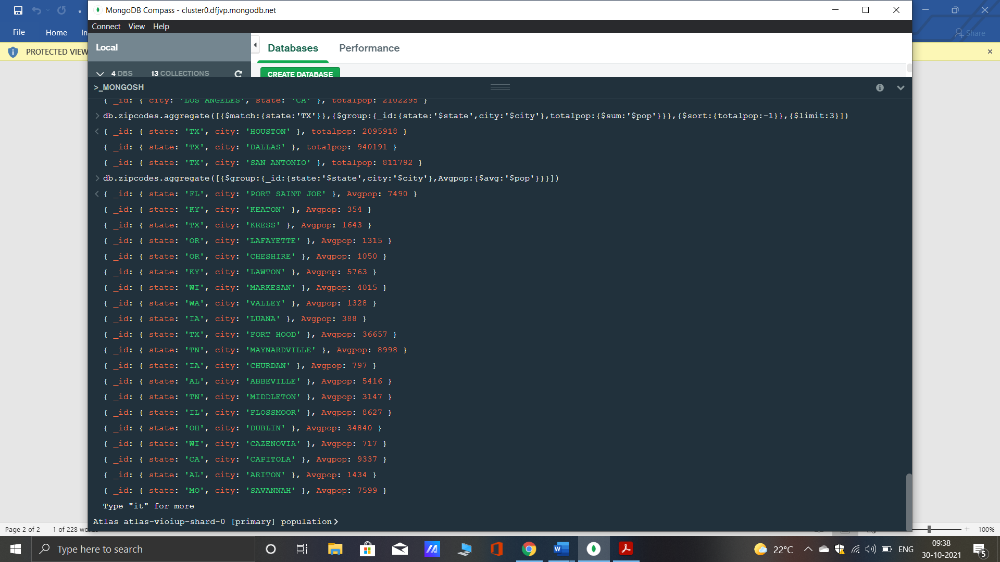 MongoDB Compass - cluster0.dfjvp.mongodb.net
Connect View Help
File Home In
Share
Local
Databases Performance
PROTECTED VIEW
4 DBS 13 COLLECTIONS
CREATE DATABASE
>_MONGOSH
{ _id: { city: 'LOS ANGELES', state: 'CA' }, totalpop: 2102295 }
> db.zipcodes.aggregate([{$match:{state:'TX'}},{$group:{_id:{state:'$state',city:'$city'},totalpop:{$sum:'$pop'}}},{$sort:{totalpop:-1}},{$limit:3}])
< { _id: { state: 'TX', city: 'HOUSTON' }, totalpop: 2095918 }
{ _id: { state: 'TX', city: 'DALLAS' }, totalpop: 940191 }
{ _id: { state: 'TX', city: 'SAN ANTONIO' }, totalpop: 811792 }
> db.zipcodes.aggregate([{$group:{_id:{state:'$state',city:'$city'},Avgpop:{$avg:'$pop'}}}])
< { _id: { state: 'FL', city: 'PORT SAINT JOE' }, Avgpop: 7490 }
{ _id: { state: 'KY', city: 'KEATON' }, Avgpop: 354 }
{ _id: { state: 'TX', city: 'KRESS' }, Avgpop: 1643 }
{ _id: { state: 'OR', city: 'LAFAYETTE' }, Avgpop: 1315 }
{ _id: { state: 'OR', city: 'CHESHIRE' }, Avgpop: 1050 }
{ _id: { state: 'KY', city: 'LAWTON' }, Avgpop: 5763 }
{ _id: { state: 'WI', city: 'MARKESAN' }, Avgpop: 4015 }
{ _id: { state: 'WA', city: 'VALLEY' }, Avgpop: 1328 }
{ _id: { state: 'IA', city: 'LUANA' }, Avgpop: 388 }
{ _id: { state: 'TX', city: 'FORT HOOD' }, Avgpop: 36657 }
{ _id: { state: 'TN', city: 'MAYNARDVILLE' }, Avgpop: 8998 }
{ _id: { state: 'IA', city: 'CHURDAN' }, Avgpop: 797 }
{ _id: { state: 'AL', city: 'ABBEVILLE' }, Avgpop: 5416 }
{ _id: { state: 'TN', city: 'MIDDLETON' }, Avgpop: 3147 }
{ _id: { state: 'IL', city: 'FLOSSMOOR' }, Avgpop: 8627 }
{ _id: { state: 'OH', city: 'DUBLIN' }, Avgpop: 34840 }
{ _id: { state: 'WI', city: 'CAZENOVIA' }, Avgpop: 717 }
{ _id: { state: 'CA', city: 'CAPITOLA' }, Avgpop: 9337 }
{ _id: { state: 'AL', city: 'ARITON' }, Avgpop: 1434 }
{ _id: { state: 'MO', city: 'SAVANNAH' }, Avgpop: 7599 }
Type "it" for more
Atlas atlas-vioiup-shard-0 [primary] population>
Page 2 of 2 1 of 228 wo 100%
Type here to search
22°C ENG 09:38
30-10-2021
5